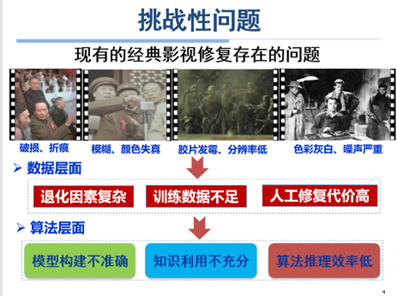 挑战性问题
现有的经典影视修复存在的问题
破损、折痕 模糊、颜色失真 胶片发霉、分辨率低 色彩灰白、噪声严重
数据层面
退化因素复杂 训练数据不足 人工修复代价高
算法层面
模型构建不准确 知识利用不充分 算法推理效率低
4